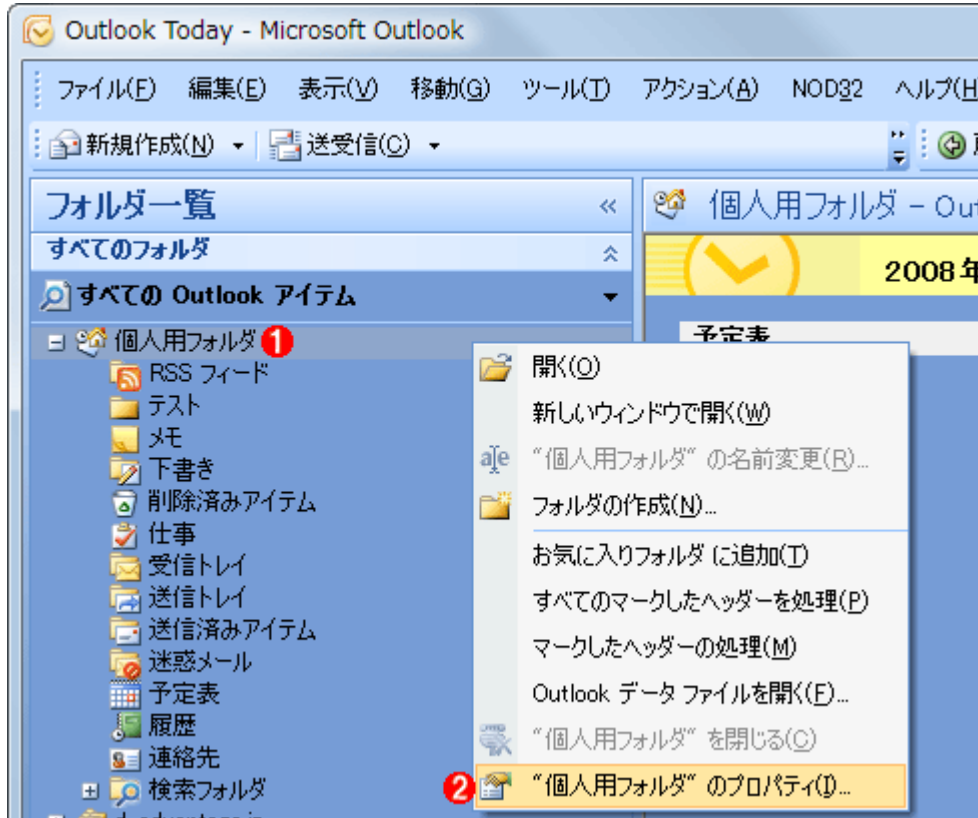 Outlook Today - Microsoft Outlook
ファイル(F) 編集(E) 表示(V) 移動(G) ツール(T) アクション(A) NOD32 ヘルプ(H
新規作成(N) 送受信(C)
フォルダ一覧
個人用フォルダ - Out
すべてのフォルダ
2008年
すべての Outlook アイテム
予定表
個人用フォルダ 1
RSS フィード
テスト
メモ
下書き
削除済みアイテム
仕事
受信トレイ
送信トレイ
送信済みアイテム
迷惑メール
予定表
履歴
連絡先
検索フォルダ
開く(O)
新しいウィンドウで開く(W)
"個人用フォルダ" の名前変更(R)...
フォルダの作成(N)...
お気に入りフォルダ に追加(T)
すべてのマークしたヘッダーを処理(P)
マークしたヘッダーの処理(M)
Outlook データ ファイルを開く(F)...
"個人用フォルダ" を閉じる(C)
2 "個人用フォルダ" のプロパティ(I)...